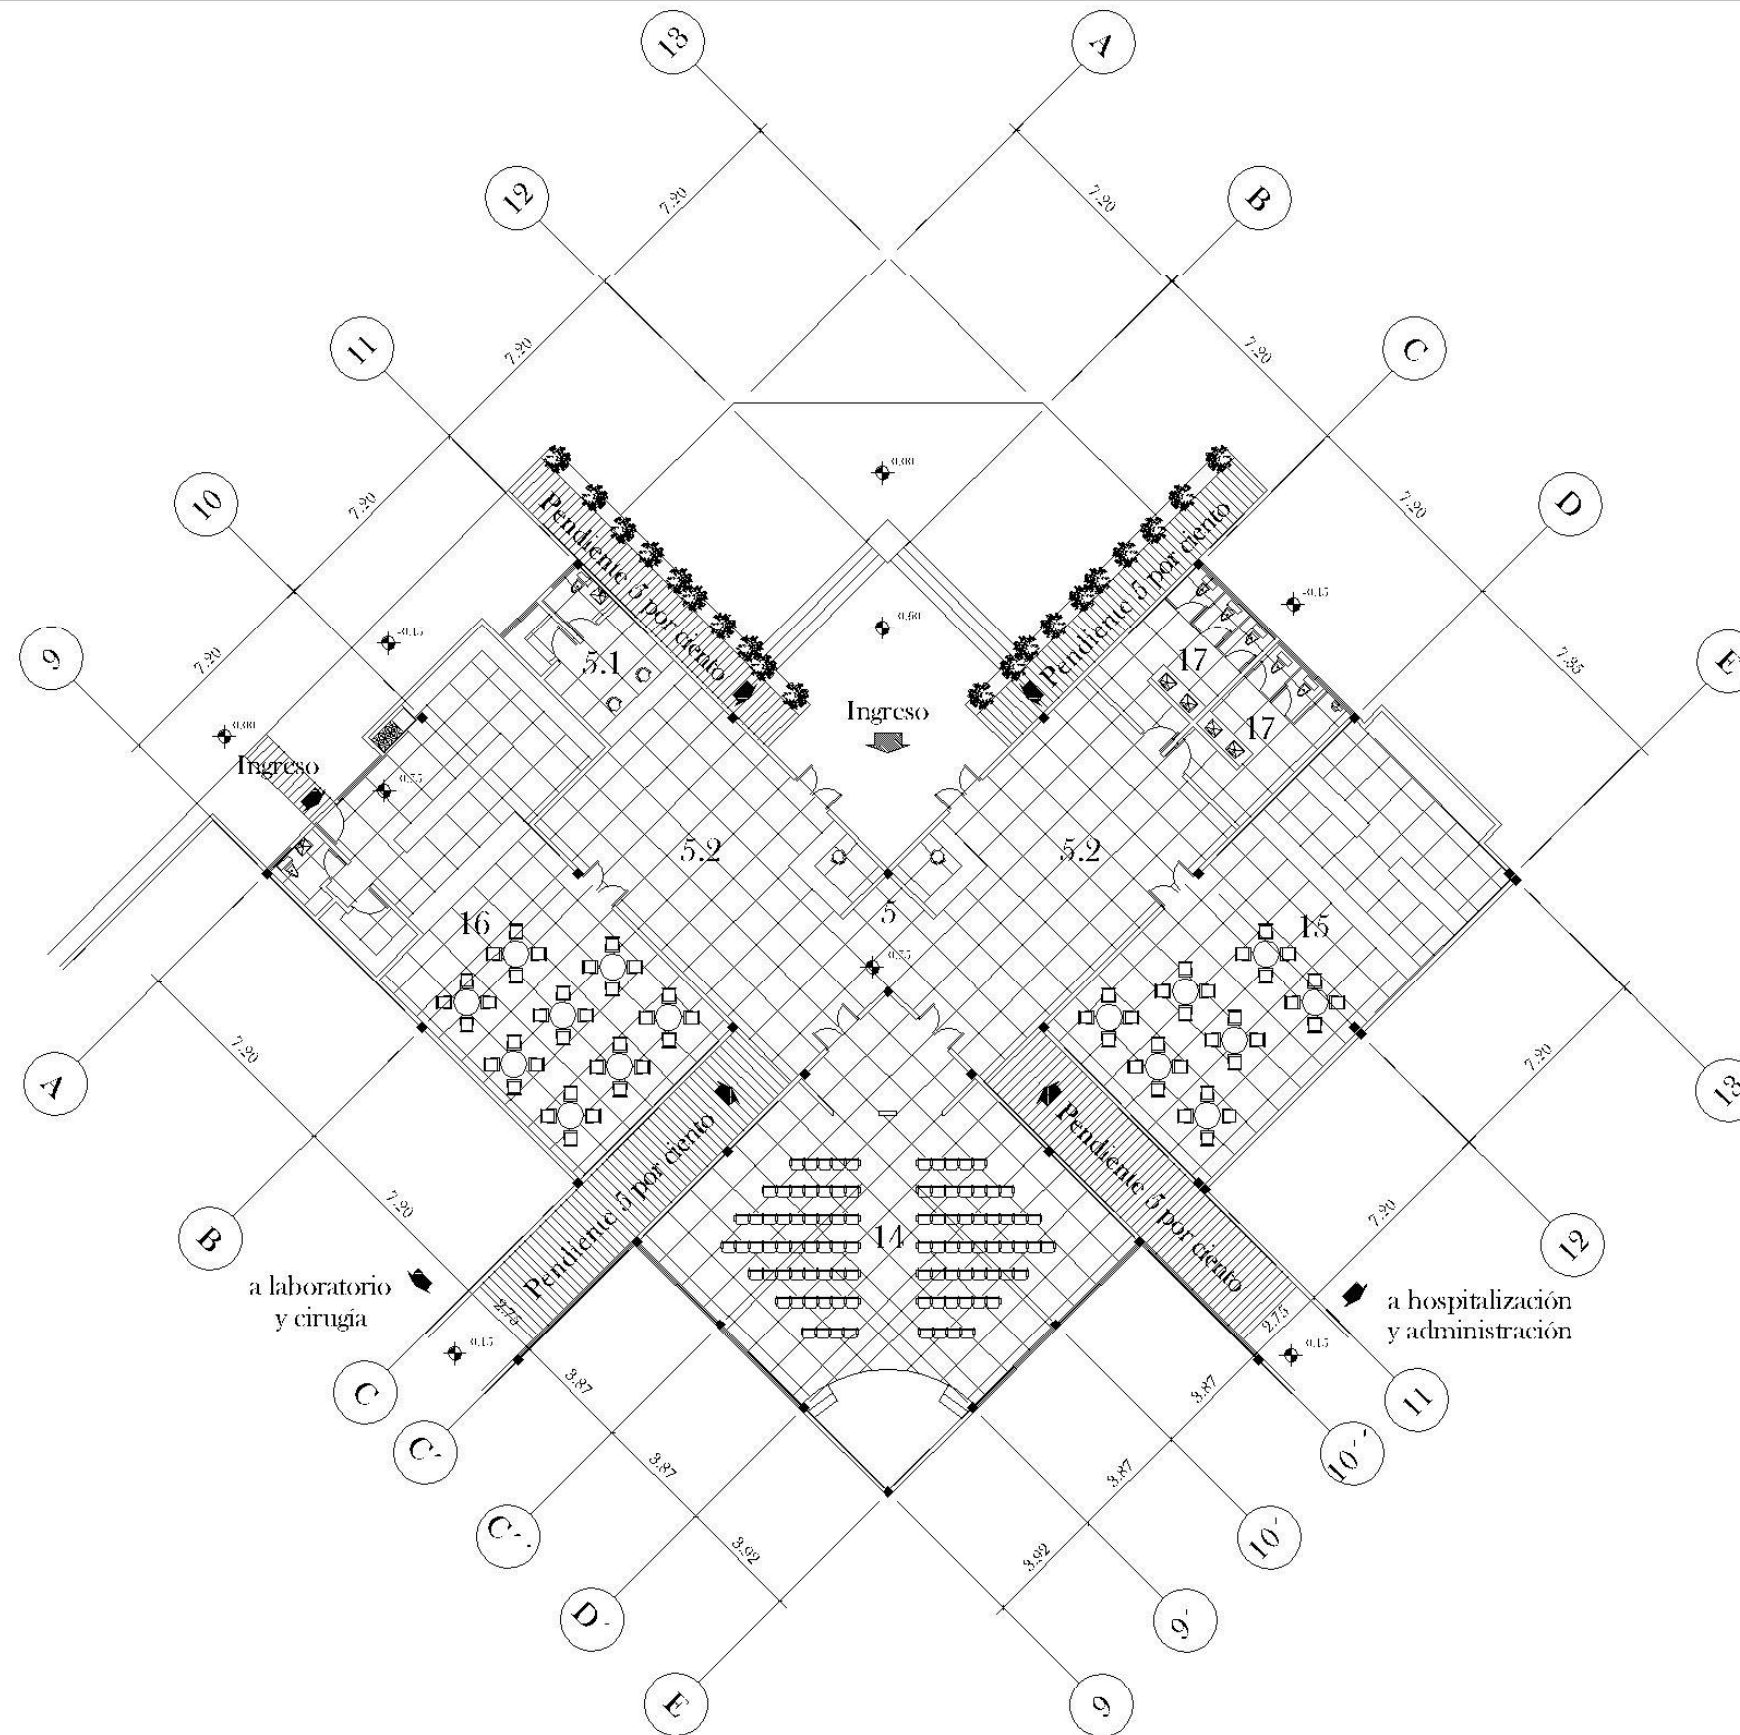 13
A
12
B
7.20
7.20
11
C
7.20
7.20
10
D
7.20
7.20
Pendiente 5 por ciento
Pendiente 5 por ciento
9
E
7.20
7.35
5.1
17
17
Ingreso
Ingreso
5.2
5.2
5
16
15
A
13
7.20
7.20
B
12
7.20
7.20
Pendiente 5 por ciento
Pendiente 5 por ciento
14
a laboratorio
y cirugía
a hospitalización
y administración
2.75
2.75
C
11
3.87
3.87
C'
10''
3.87
3.87
C''
10'
3.92
3.92
D'
9'
E
9